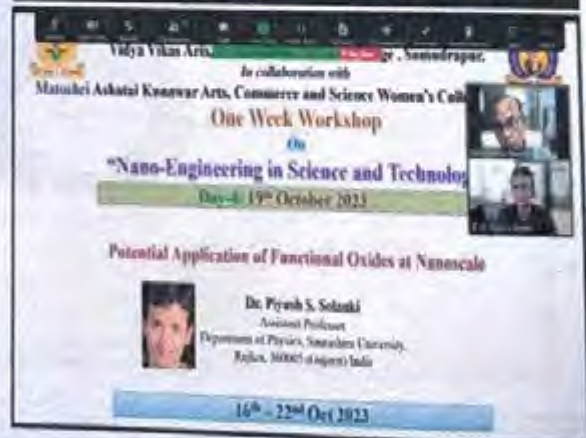 Vidya Vikas Arts, ge, Samudrapur.
In collaboration with
Matoshri Ashatai Kunawar Arts, Commerce and Science Women's Coll
One Week Workshop
On
"Nano-Engineering in Science and Technolog
Day-4: 19th October 2023
Potential Application of Functional Oxides at Nanoscale
Dr. Piyush S. Solanki
Assistant Professor
Department of Physics, Saurashtra University,
Rajkot, 360005 (Gujarat) India
16th - 22nd Oct 2023